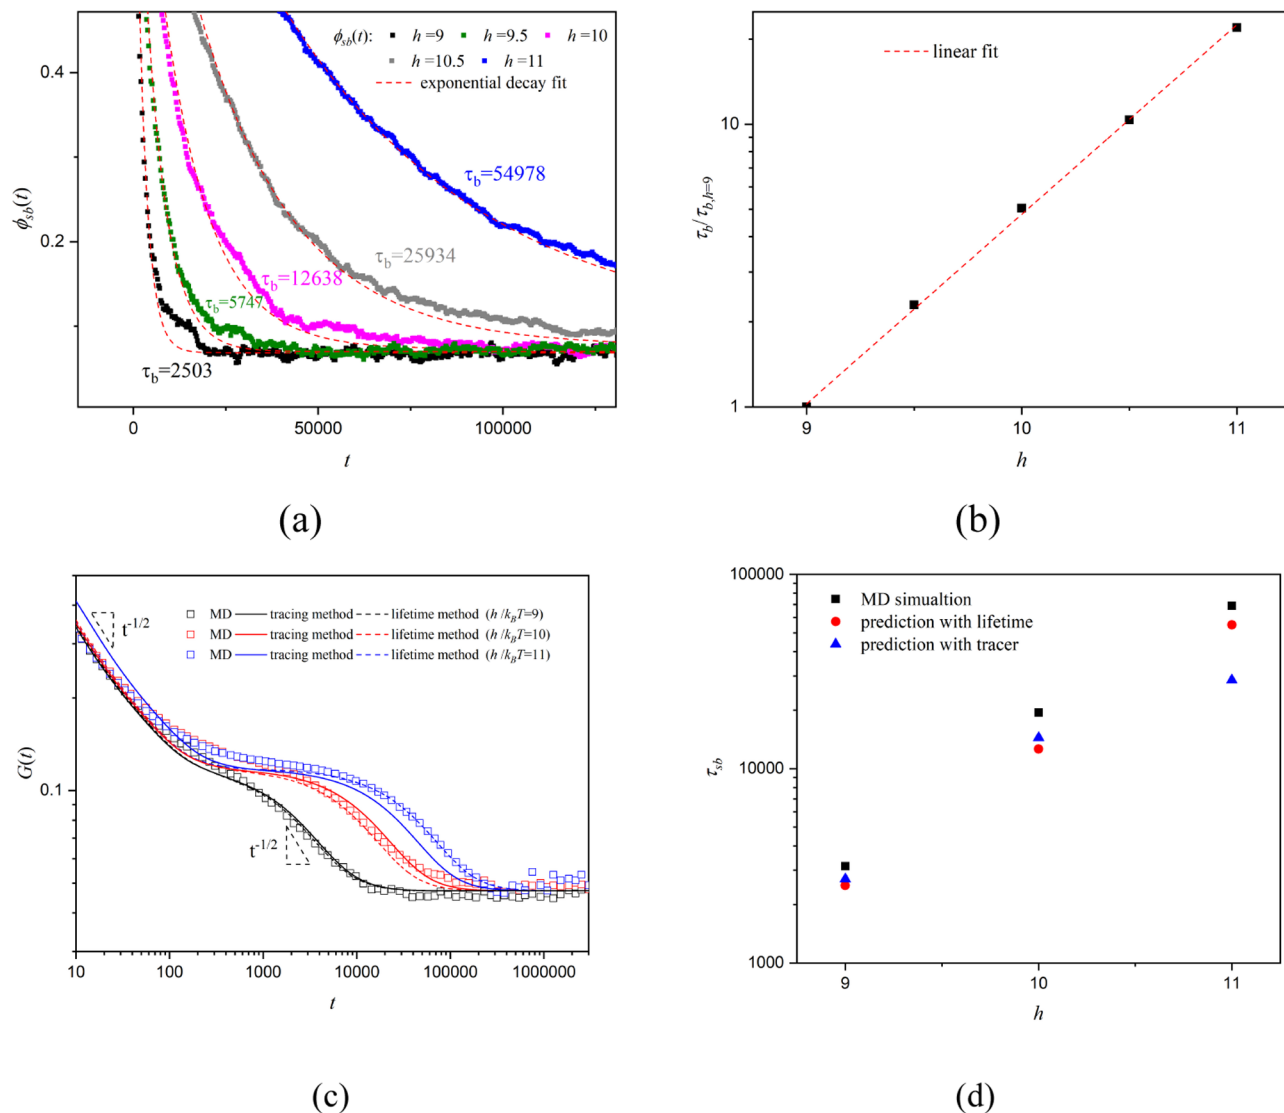 ϕsb(t): h =9 h =9.5 h =10
h =10.5 h =11
exponential decay fit
0.4
0.2
ϕsb(t)
τb=54978
τb=25934
τb=12638
τb=5747
τb=2503
0 50000 100000
t
(a)
linear fit
10
1
τb/τb,h=9
9 10 11
h
(b)
t-1/2
MD tracing method lifetime method (h/kBT=9)
MD tracing method lifetime method (h/kBT=10)
MD tracing method lifetime method (h/kBT=11)
G(t)
0.1
t-1/2
10 100 1000 10000 100000 1000000
t
(c)
100000
MD simualtion
prediction with lifetime
prediction with tracer
τsb
10000
1000
9 10 11
h
(d)